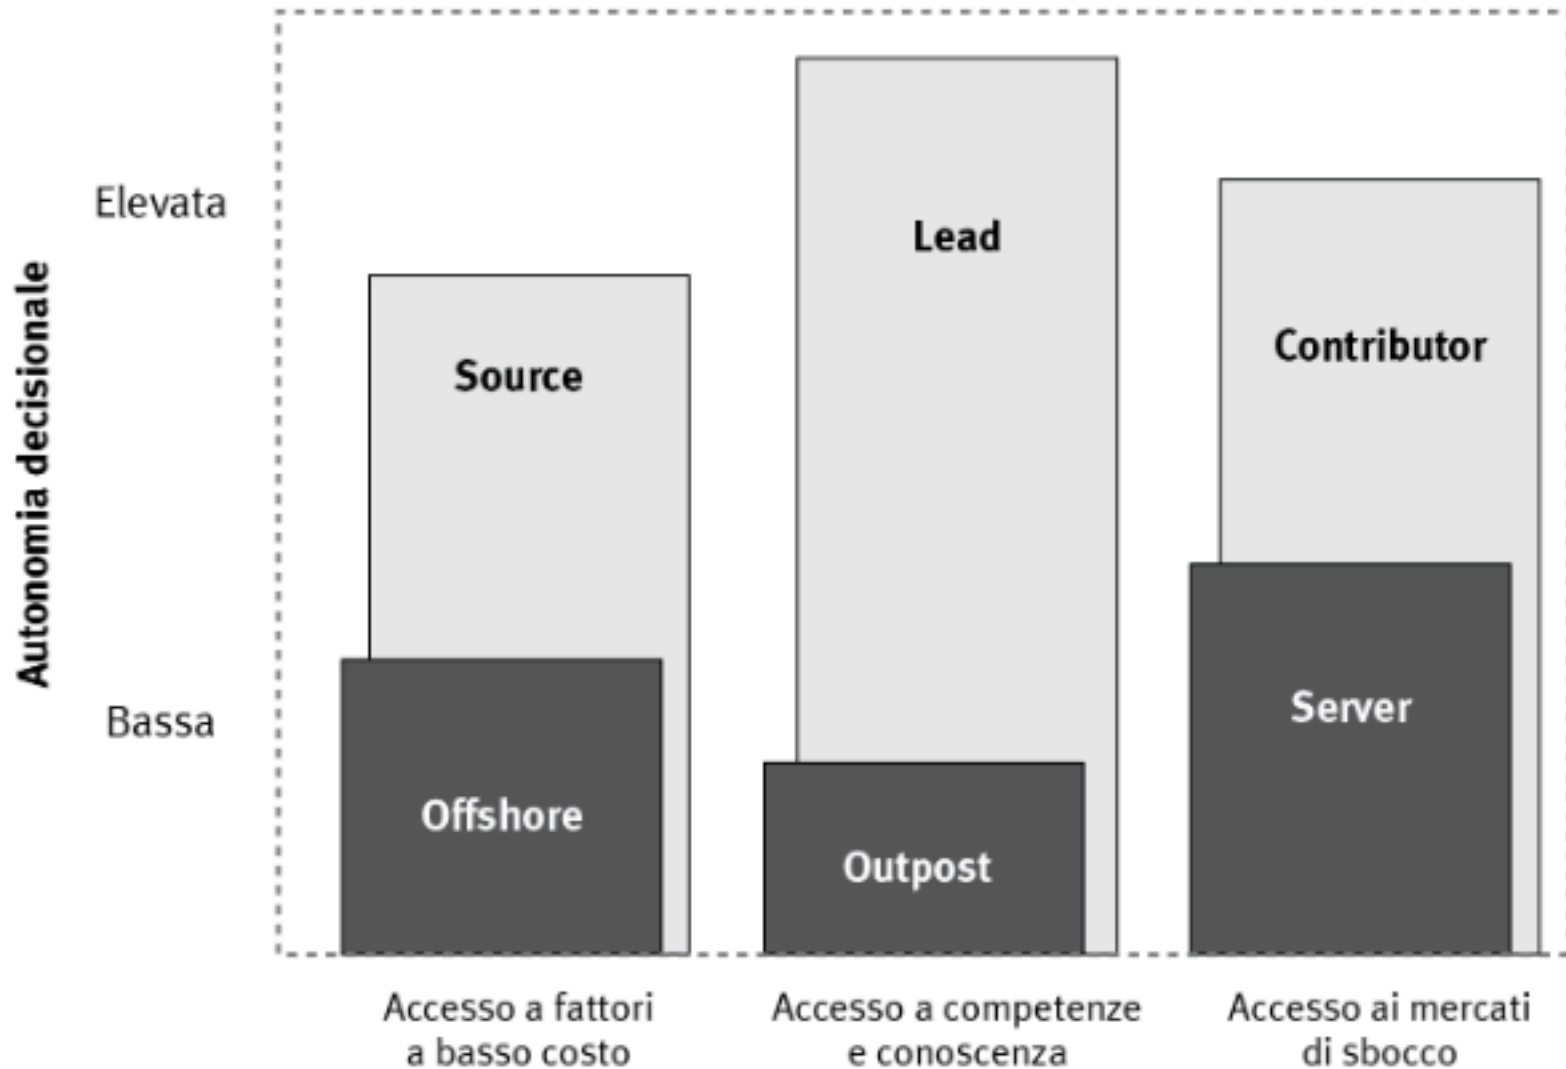 Autonomia decisionale
Elevata
Bassa
Source
Offshore
Lead
Outpost
Contributor
Server
Accesso a fattori
a basso costo
Accesso a competenze
e conoscenza
Accesso ai mercati
di sbocco